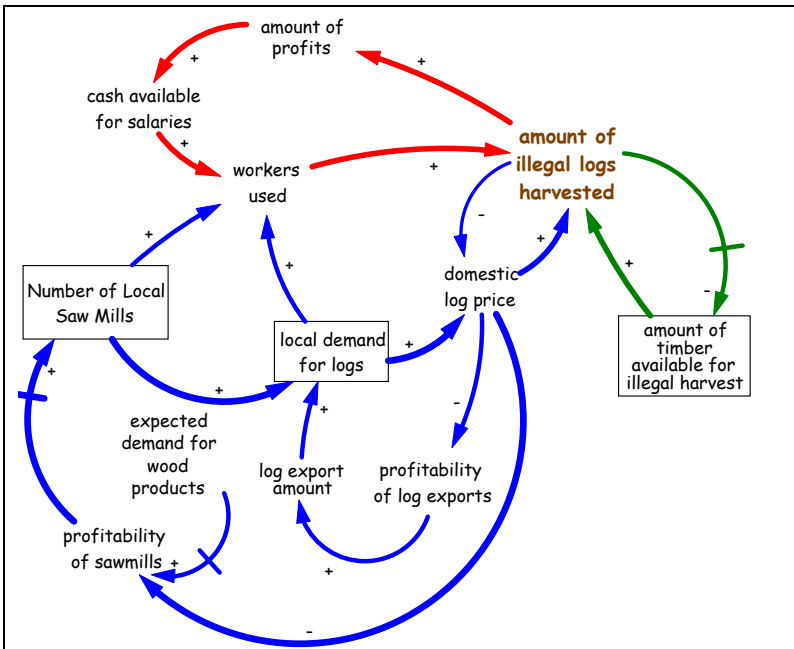 amount of
profits
+
+
cash available
for salaries
+
amount of
illegal logs
harvested
workers
used
+
-
+
+
+
+
-
domestic
log price
Number of Local
Saw Mills
local demand
for logs
+
amount of
timber
available for
illegal harvest
+
+
+
-
expected
demand for
wood
products
log export
amount
profitability
of log exports
profitability
of sawmills
+
+
-